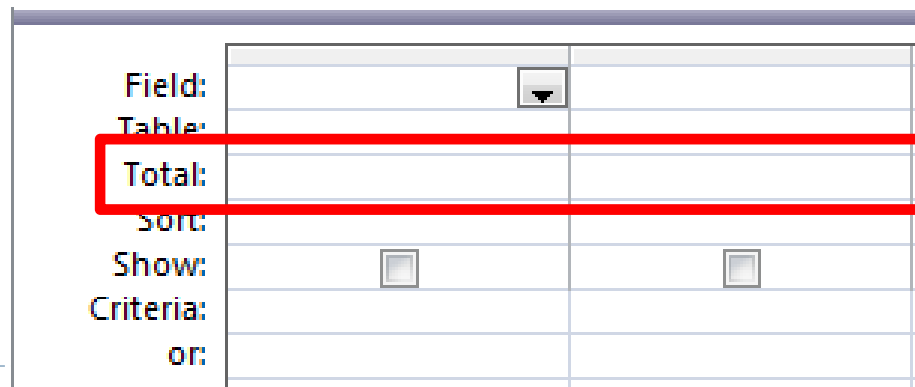 Field:
Table:
Total:
Sort:
Show:
Criteria:
or: